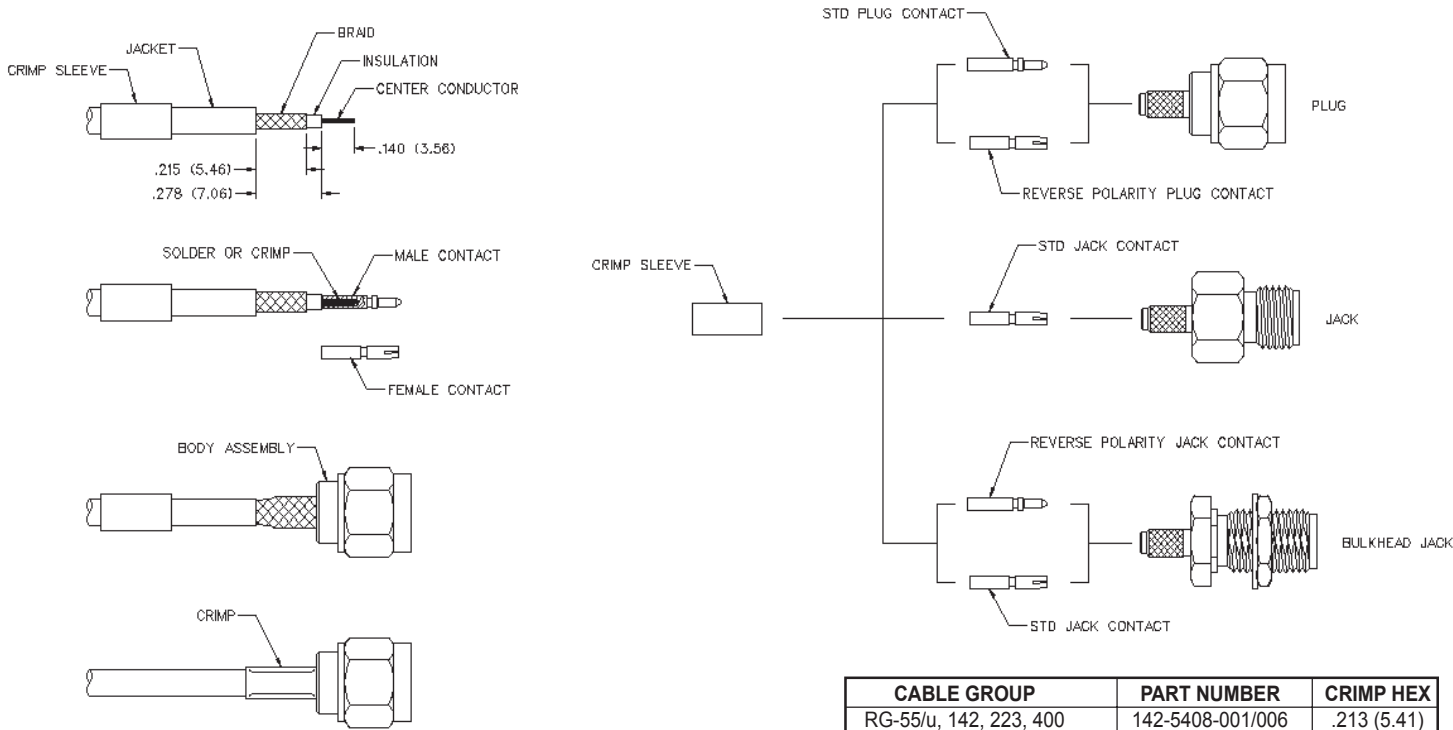 BRAID
JACKET
INSULATION
CRIMP SLEEVE
CENTER CONDUCTOR
.140 (3.56)
.215 (5.46)
.278 (7.06)
SOLDER OR CRIMP
MALE CONTACT
FEMALE CONTACT
BODY ASSEMBLY
CRIMP
STD PLUG CONTACT
PLUG
REVERSE POLARITY PLUG CONTACT
STD JACK CONTACT
CRIMP SLEEVE
JACK
REVERSE POLARITY JACK CONTACT
BULKHEAD JACK
STD JACK CONTACT
CABLE GROUP PART NUMBER CRIMP HEX
RG-55/u, 142, 223, 400 142-5408-001/006 .213 (5.41)